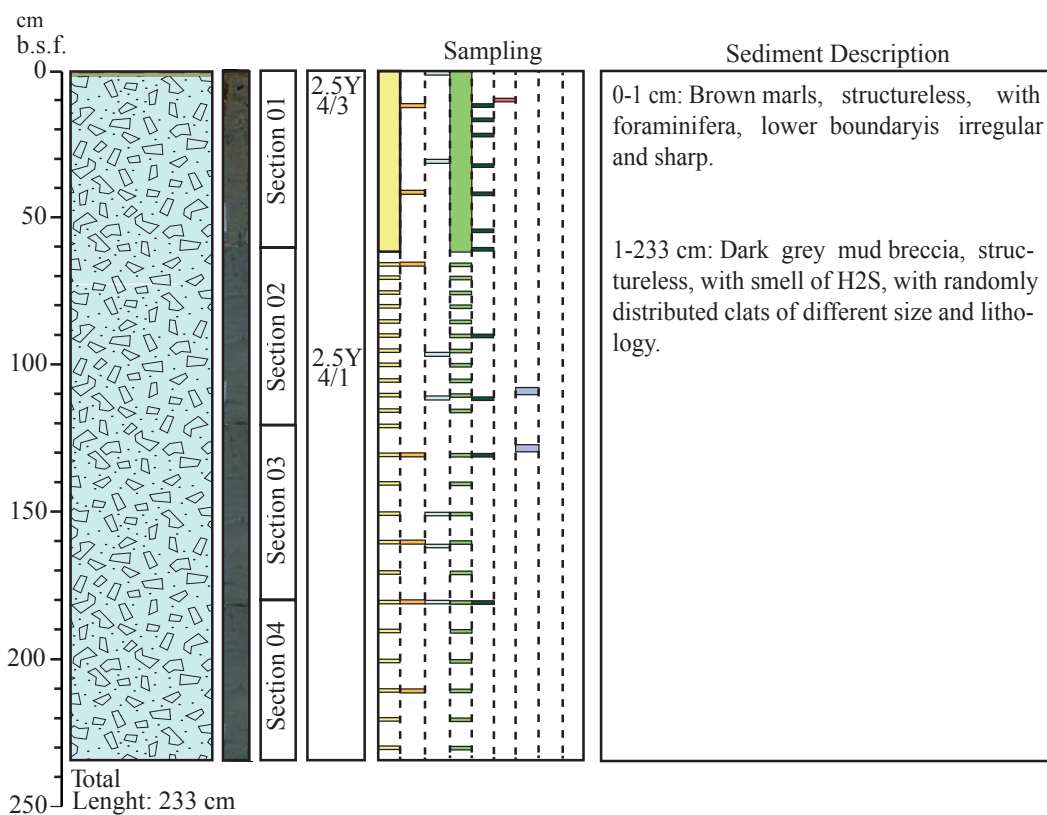 cm
b.s.f.
Sampling
Sediment Description
0
50
100
150
200
250
Section 01
Section 02
Section 03
Section 04
2.5Y
4/3
2.5Y
4/1
0-1 cm: Brown marls, structureless, with
foraminifera, lower boundaryis irregular
and sharp.
1-233 cm: Dark grey mud breccia, struc-
tureless, with smell of H2S, with randomly
distributed clats of different size and litho-
logy.
Total
Lenght: 233 cm